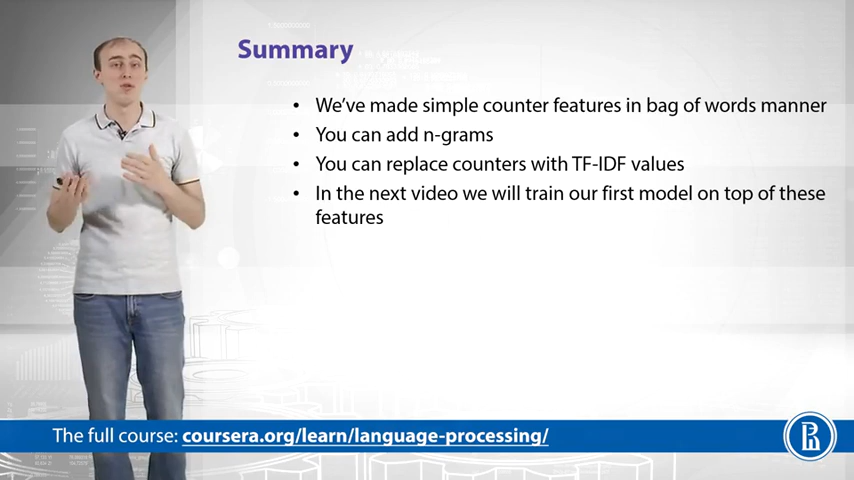 Summary
• We've made simple counter features in bag of words manner
• You can add n-grams
• You can replace counters with TF-IDF values
• In the next video we will train our first model on top of these
features
The full course: coursera.org/learn/language-processing/